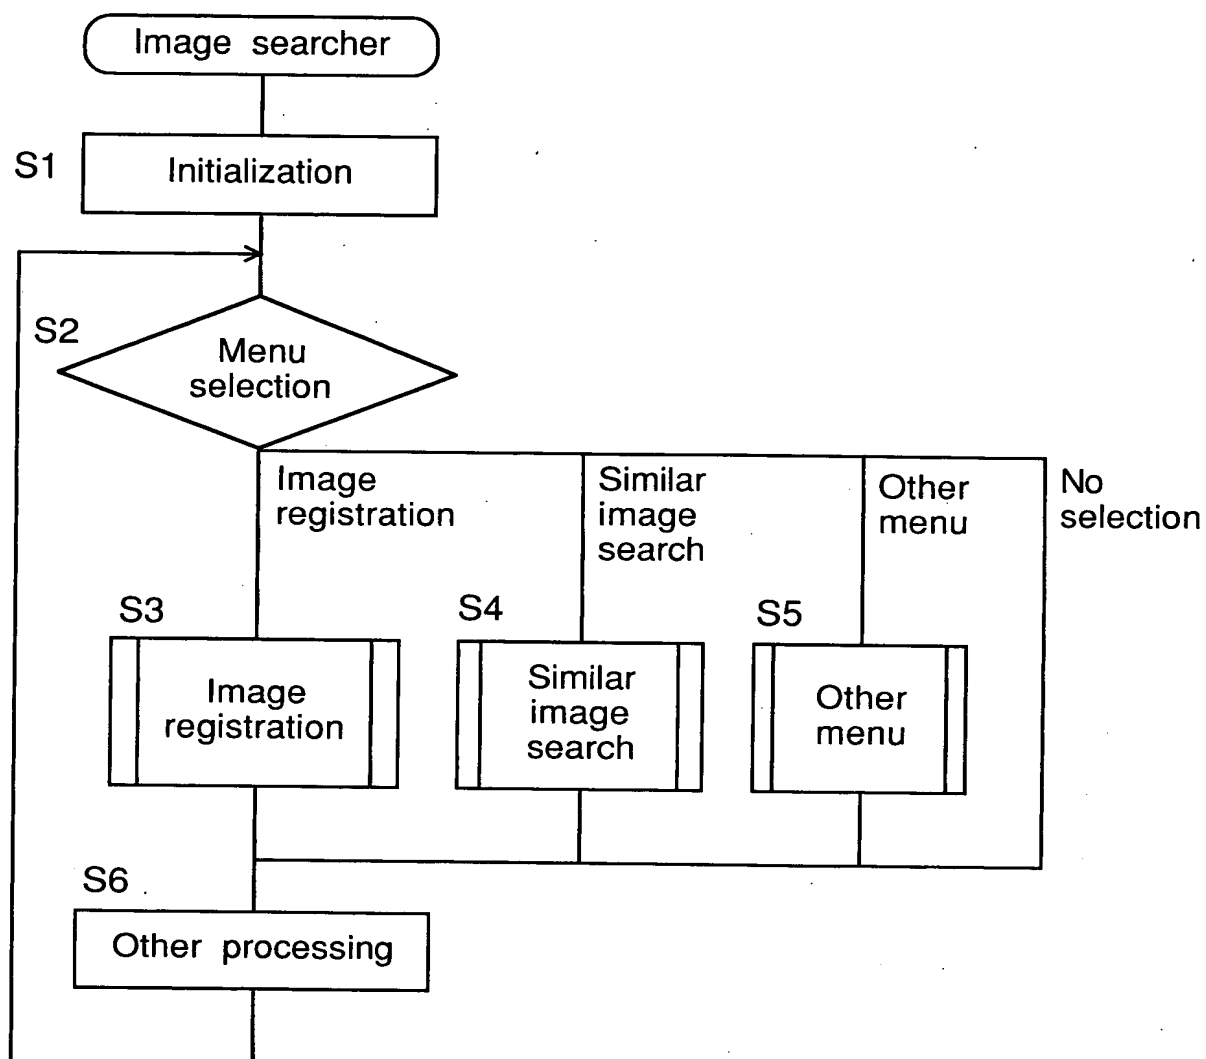 Image searcher
S1
Initialization
S2
Menu
selection
Image
registration
Similar
image
search
Other
menu
No
selection
S3
S4
S5
Image
registration
Similar
image
search
Other
menu
S6
Other processing